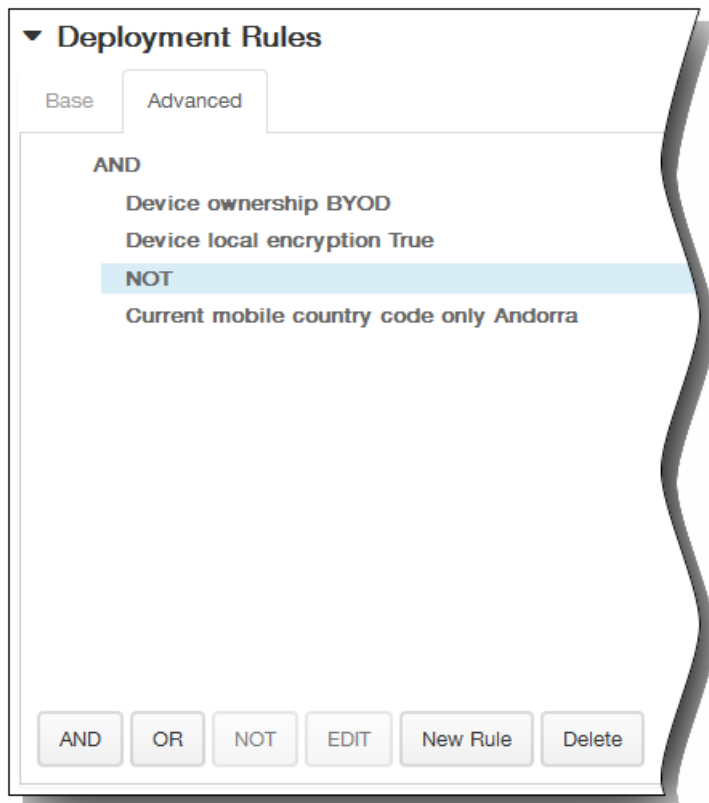 Deployment Rules
Base Advanced
AND
Device ownership BYOD
Device local encryption True
NOT
Current mobile country code only Andorra
AND OR NOT EDIT New Rule Delete